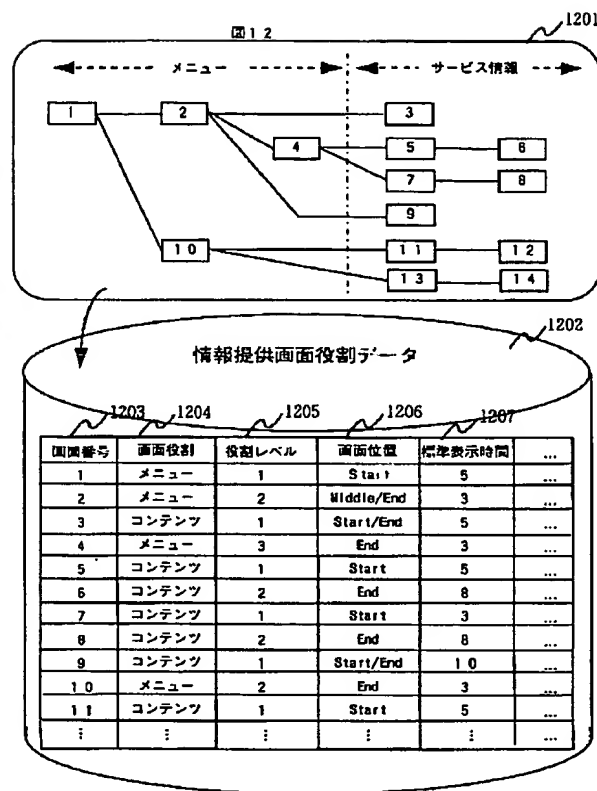 図12
1201
メニュー サービス情報
1 2 3
4 5 6
7 8
9
10 11 12
13 14
1202
情報提供画面役割データ
1203 1204 1205 1206 1207
画面番号 画面役割 役割レベル 画面位置 標準表示時間 ...
1 メニュー 1 Start 5 ...
2 メニュー 2 Middle/End 3 ...
3 コンテンツ 1 Start/End 5 ...
4 メニュー 3 End 3 ...
5 コンテンツ 1 Start 5 ...
6 コンテンツ 2 End 8 ...
7 コンテンツ 1 Start 3 ...
8 コンテンツ 2 End 8 ...
9 コンテンツ 1 Start/End 10 ...
10 メニュー 2 End 3 ...
11 コンテンツ 1 Start 5 ...
⋮ ⋮ ⋮ ⋮ ⋮ ...